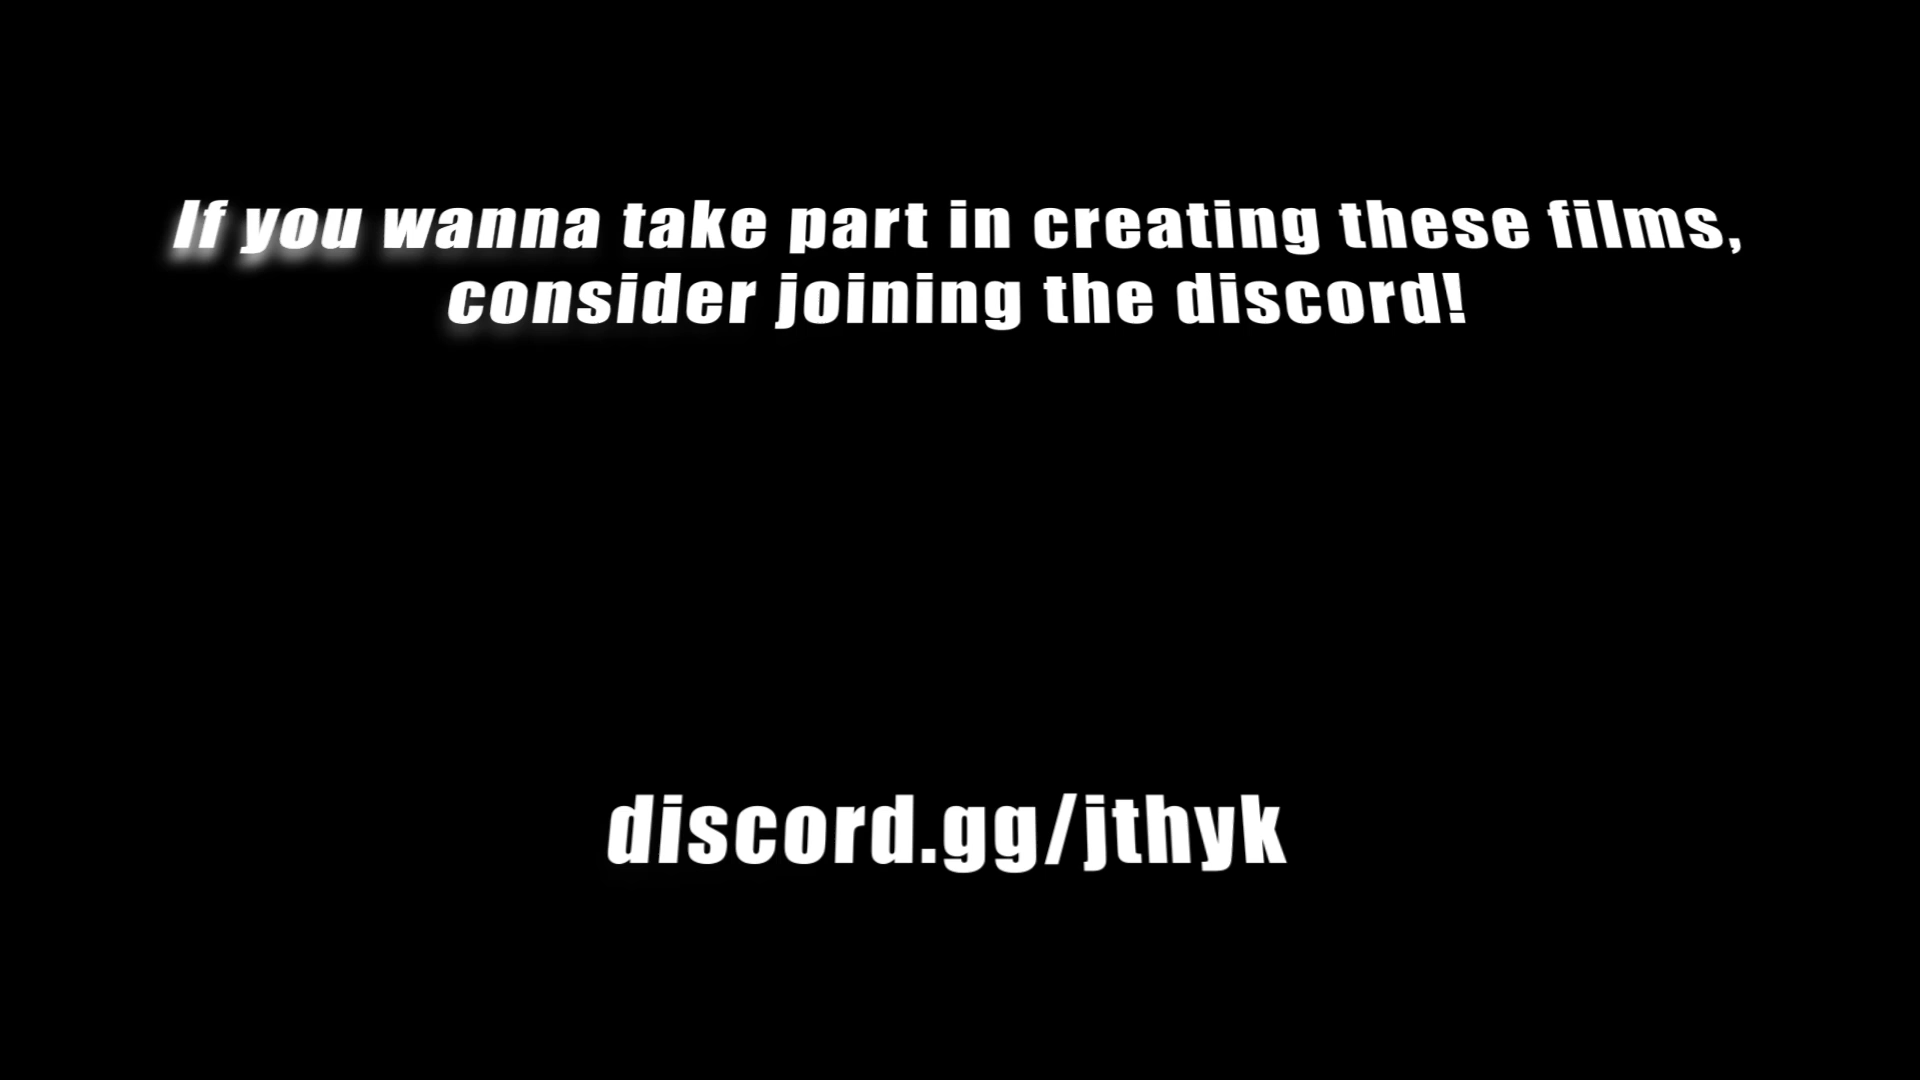 If you wanna take part in creating these films,
consider joining the discord!
discord.gg/jthyk